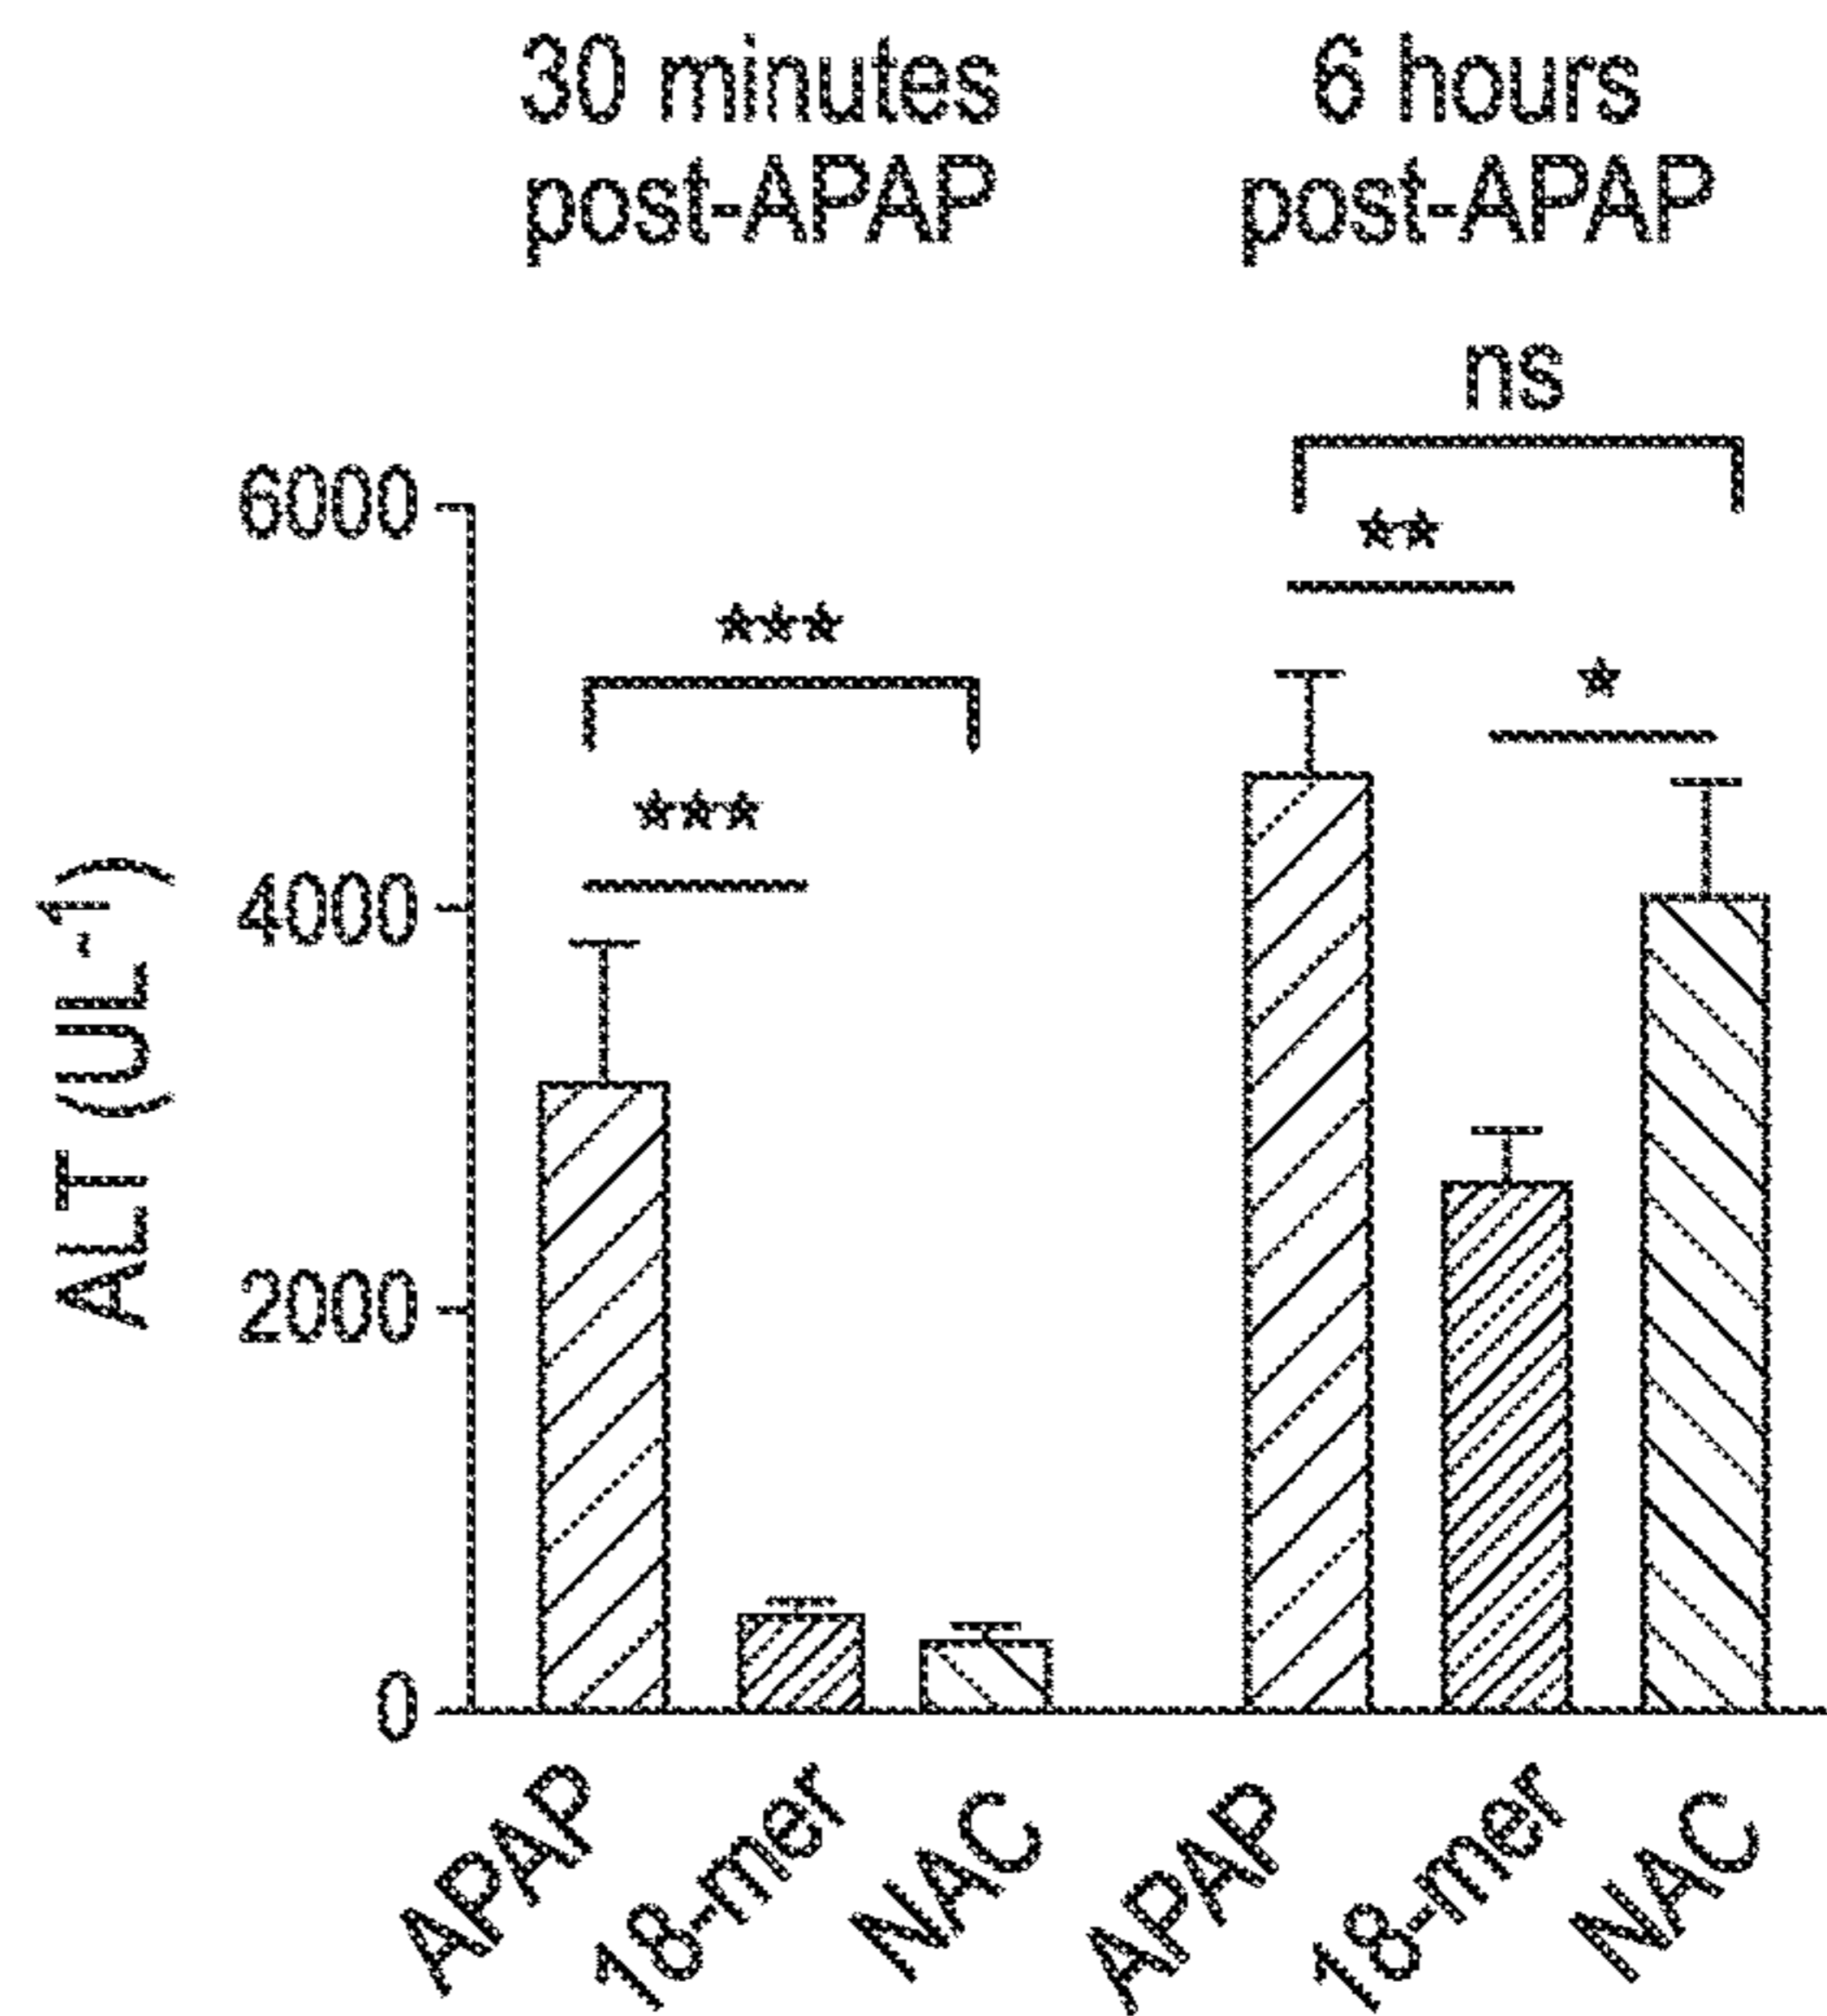 30 minutes
post-APAP
6 hours
post-APAP
ns
6000
**
***
*
***
4000
ALT (UL-1)
2000
0
APAP
18-mer
NAC
APAP
18-mer
NAC